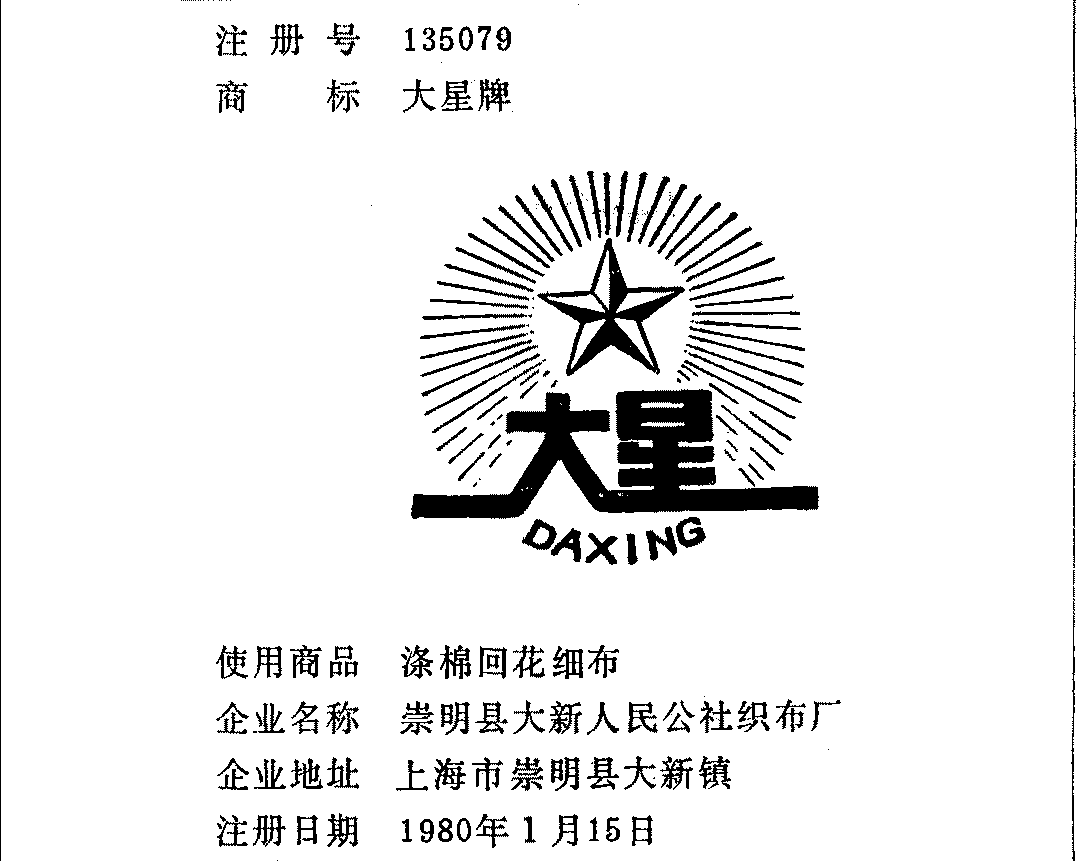 注册号 135079
商标 大星牌
大星
DAXING
使用商品 涤棉回花细布
企业名称 崇明县大新人民公社织布厂
企业地址 上海市崇明县大新镇
注册日期 1980年1月15日